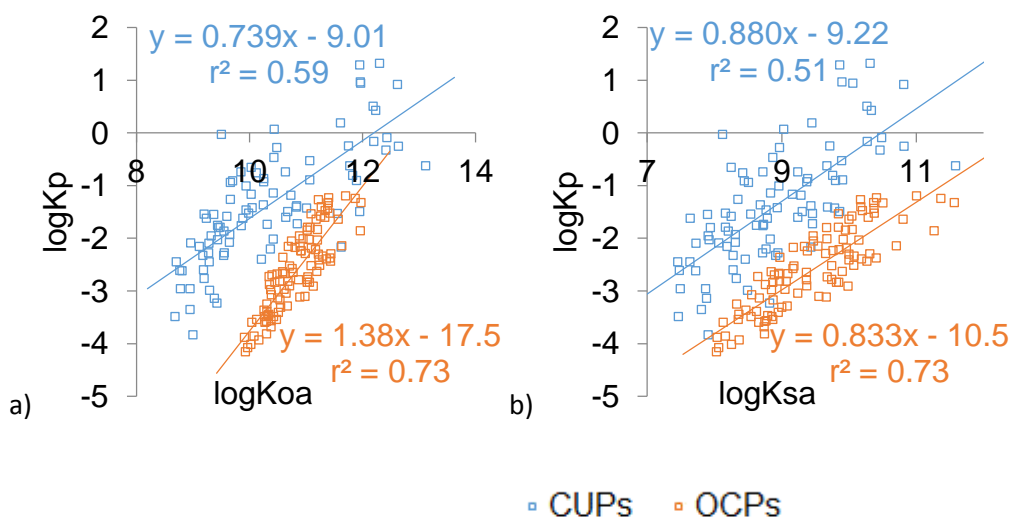 y = 0.739x - 9.01
r² = 0.59
2
1
0
-1
-2
-3
-4
-5
8
10
12
14
logKp
y = 1.38x - 17.5
r² = 0.73
logKoa
a)
y = 0.880x - 9.22
r² = 0.51
2
1
0
-1
-2
-3
-4
-5
7
9
11
logKp
y = 0.833x - 10.5
r² = 0.73
logKsa
b)
CUPs OCPs